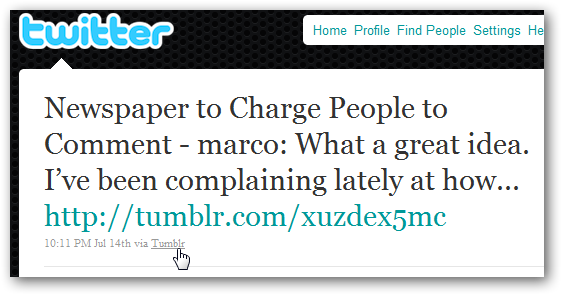 twitter
Home Profile Find People Settings He
Newspaper to Charge People to
Comment - marco: What a great idea.
I’ve been complaining lately at how...
http://tumblr.com/xuzdex5mc
10:11 PM Jul 14th via Tumblr